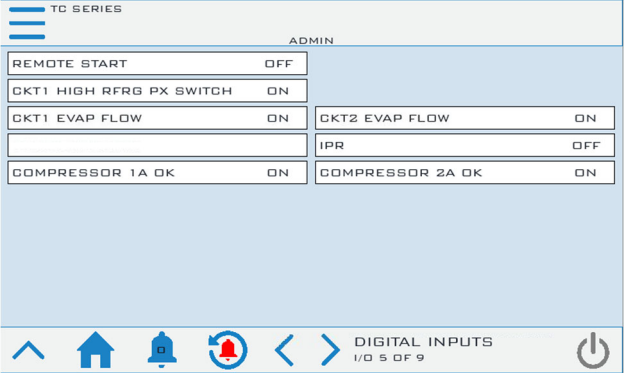 TC SERIES
ADMIN
REMOTE START OFF
CKT1 HIGH RFRG PX SWITCH ON
CKT1 EVAP FLOW ON CKT2 EVAP FLOW ON
IPR OFF
COMPRESSOR 1A OK ON COMPRESSOR 2A OK ON
0 DIGITAL INPUTS
I/O 5 OF 9